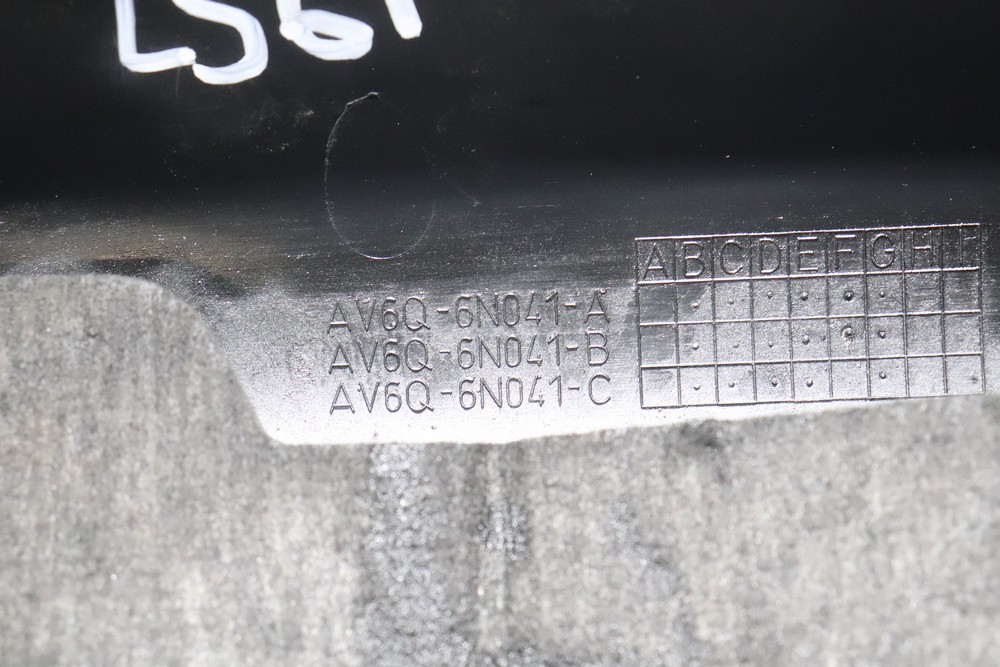 AV6Q-6N041-A
AV6Q-6N041-B
AV6Q-6N041-C
A B C D E F G H